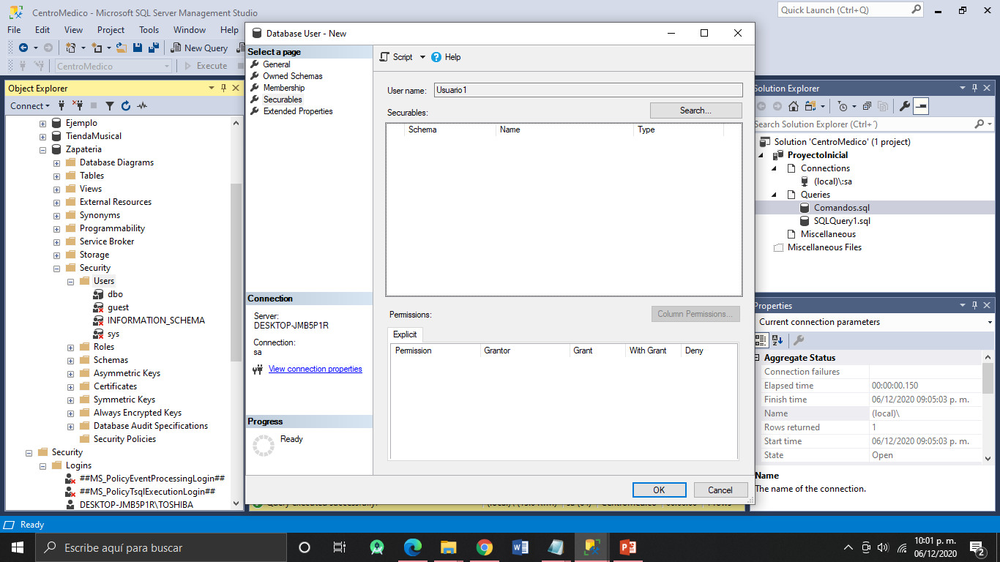 CentroMedico - Microsoft SQL Server Management Studio
Quick Launch (Ctrl+Q)
File Edit View Project Tools Window Help
New Query
CentroMedico
Execute
Object Explorer
Connect
Ejemplo
TiendaMusical
Zapateria
Database Diagrams
Tables
Views
External Resources
Synonyms
Programmability
Service Broker
Storage
Security
Users
dbo
guest
INFORMATION_SCHEMA
sys
Roles
Schemas
Asymmetric Keys
Certificates
Symmetric Keys
Always Encrypted Keys
Database Audit Specifications
Security Policies
Security
Logins
##MS_PolicyEventProcessingLogin##
##MS_PolicyTsqlExecutionLogin##
DESKTOP-JMB5P1R\TOSHIBA
Database User - New
Select a page
General
Owned Schemas
Membership
Securables
Extended Properties
Connection
Server:
DESKTOP-JMB5P1R
Connection:
sa
View connection properties
Progress
Ready
Script Help
User name: Usuario1
Securables: Search...
Schema Name Type
Permissions: Column Permissions...
Explicit
Permission Grantor Grant With Grant Deny
OK Cancel
Solution Explorer
Search Solution Explorer (Ctrl+´)
Solution 'CentroMedico' (1 project)
ProyectoInicial
Connections
(local)\:sa
Queries
Comandos.sql
SQLQuery1.sql
Miscellaneous
Miscellaneous Files
Properties
Current connection parameters
Aggregate Status
Connection failures
Elapsed time 00:00:00.150
Finish time 06/12/2020 09:05:03 p. m.
Name (local)\
Rows returned 1
Start time 06/12/2020 09:05:03 p. m.
State Open
Name
The name of the connection.
Ready
Escribe aquí para buscar
10:01 p. m.
06/12/2020
2